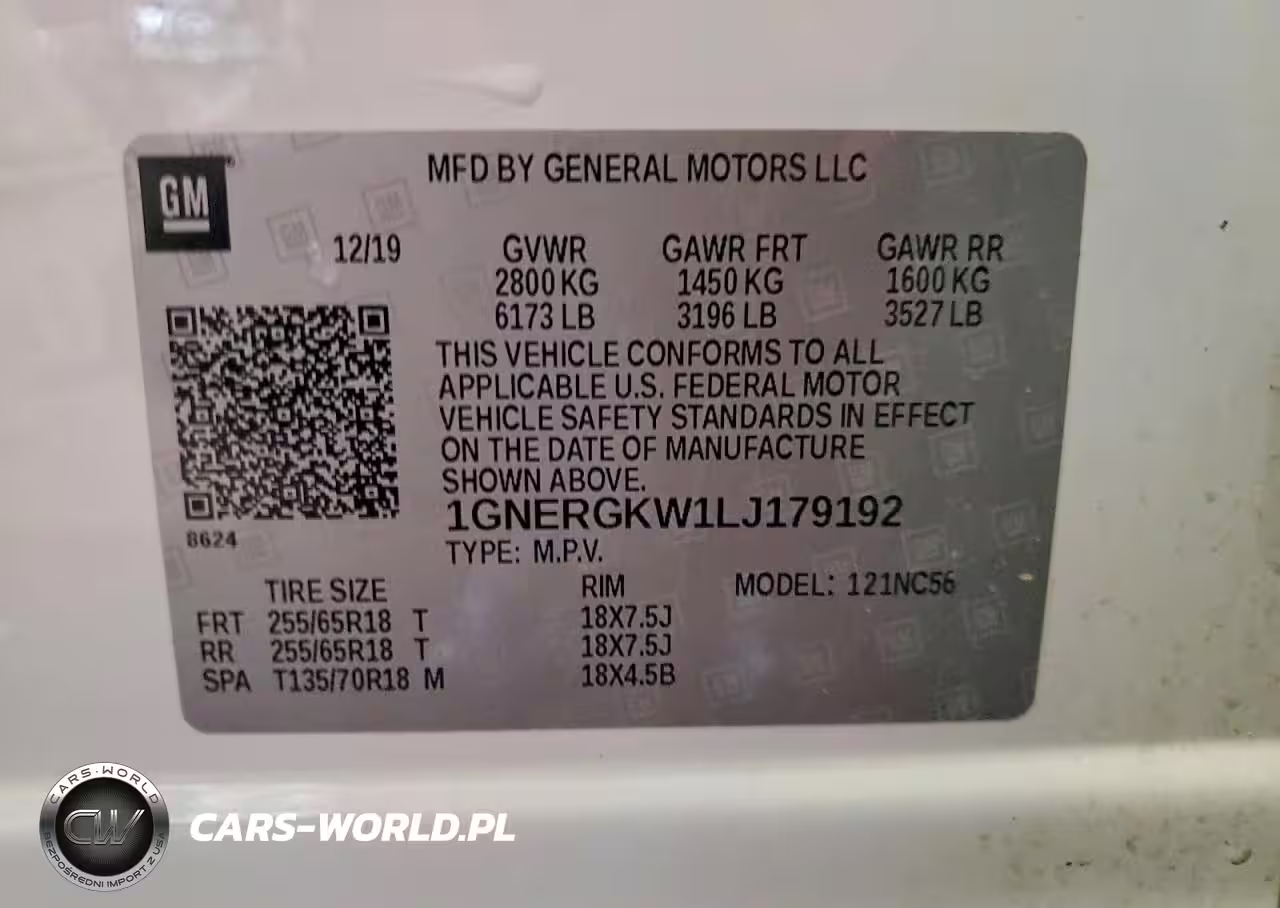 GM
MFD BY GENERAL MOTORS LLC
12/19 GVWR GAWR FRT GAWR RR
2800 KG 1450 KG 1600 KG
6173 LB 3196 LB 3527 LB
THIS VEHICLE CONFORMS TO ALL
APPLICABLE U.S. FEDERAL MOTOR
VEHICLE SAFETY STANDARDS IN EFFECT
ON THE DATE OF MANUFACTURE
SHOWN ABOVE.
1GNERGKW1LJ179192
8624
TYPE: M.P.V.
TIRE SIZE RIM MODEL: 121NC56
FRT 255/65R18 T 18X7.5J
RR 255/65R18 T 18X7.5J
SPA T135/70R18 M 18X4.5B
CARS-WORLD
CW
BEZPOŚREDNI IMPORT Z USA
CARS-WORLD.PL